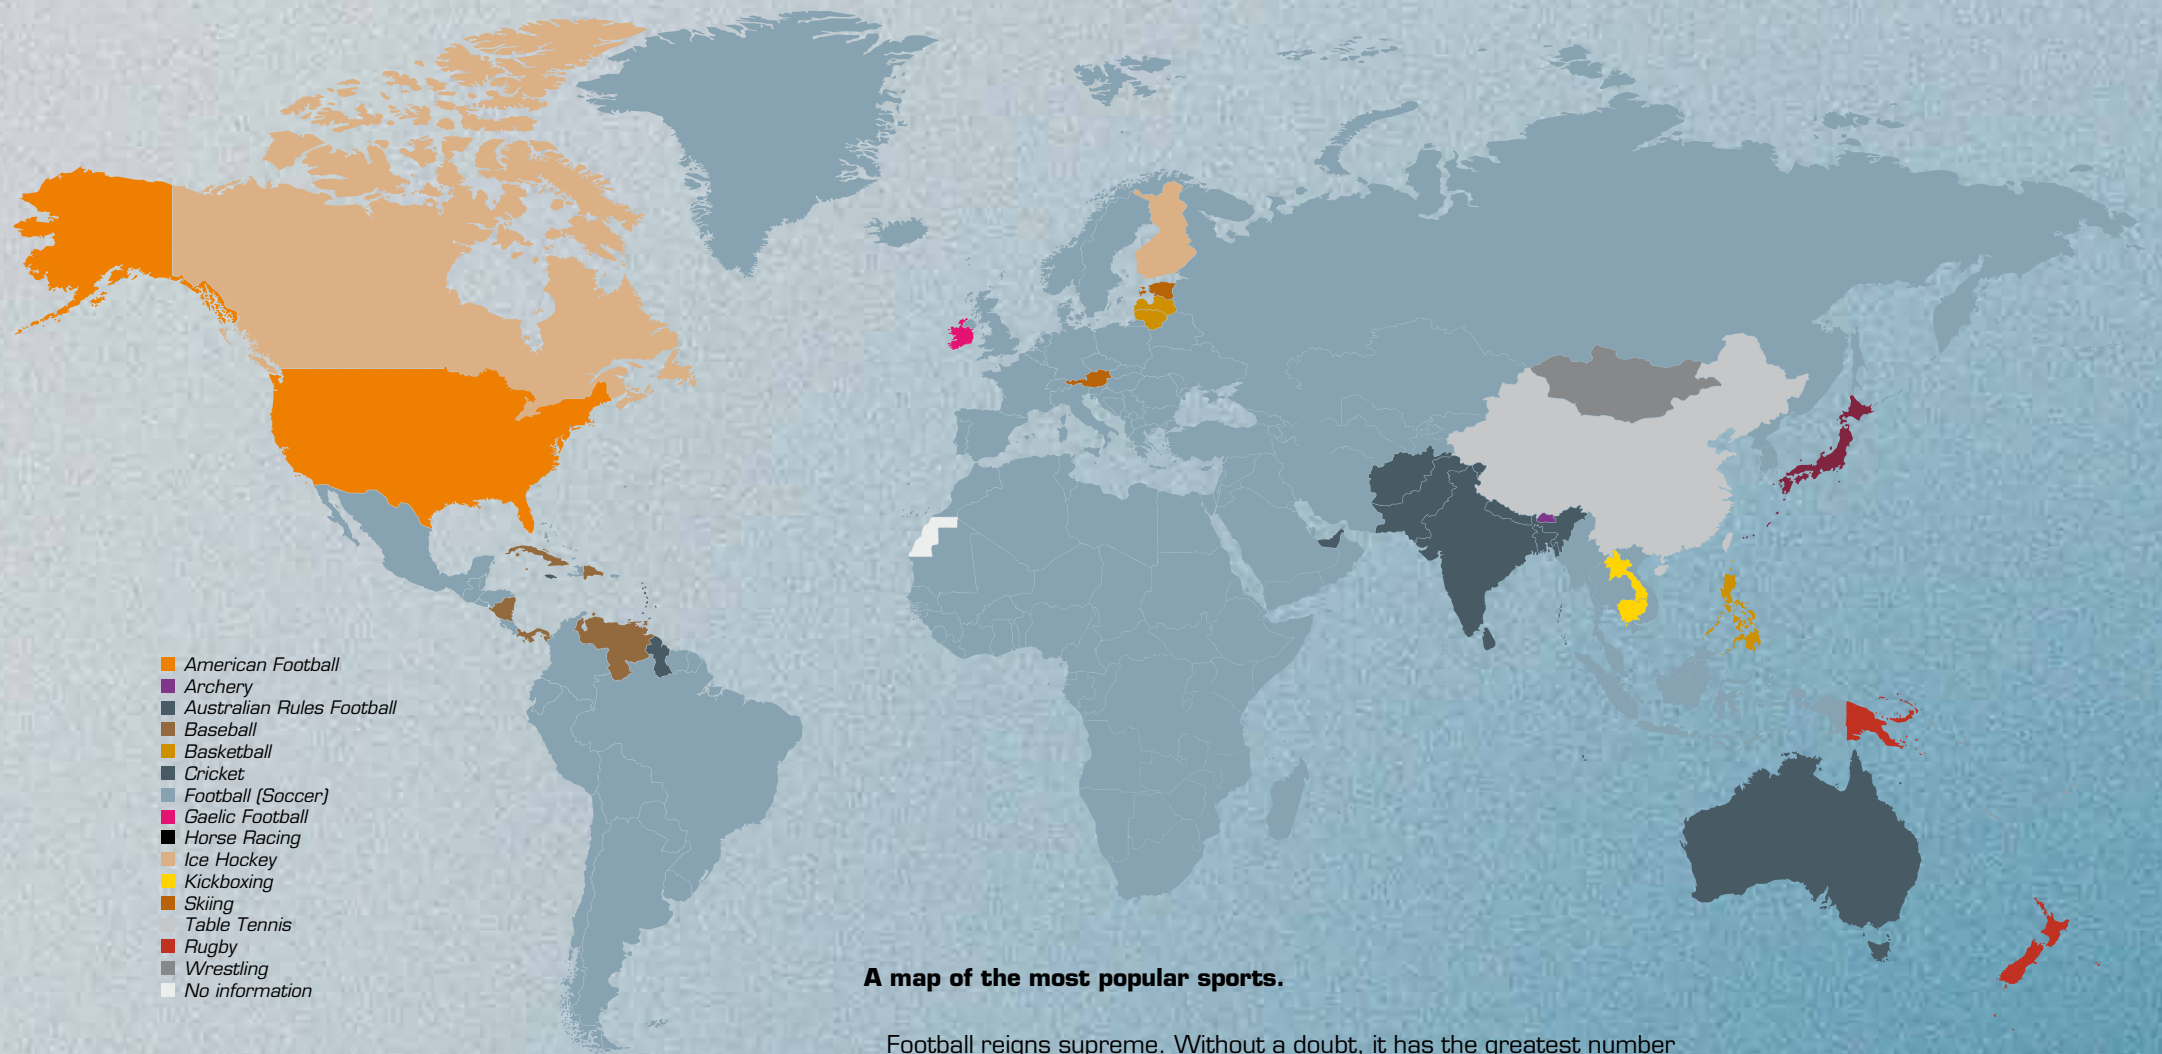 American Football
Archery
Australian Rules Football
Baseball
Basketball
Cricket
Football (Soccer)
Gaelic Football
Horse Racing
Ice Hockey
Kickboxing
Skiing
Table Tennis
Rugby
Wrestling
No information
A map of the most popular sports.
Football reigns supreme. Without a doubt, it has the greatest number